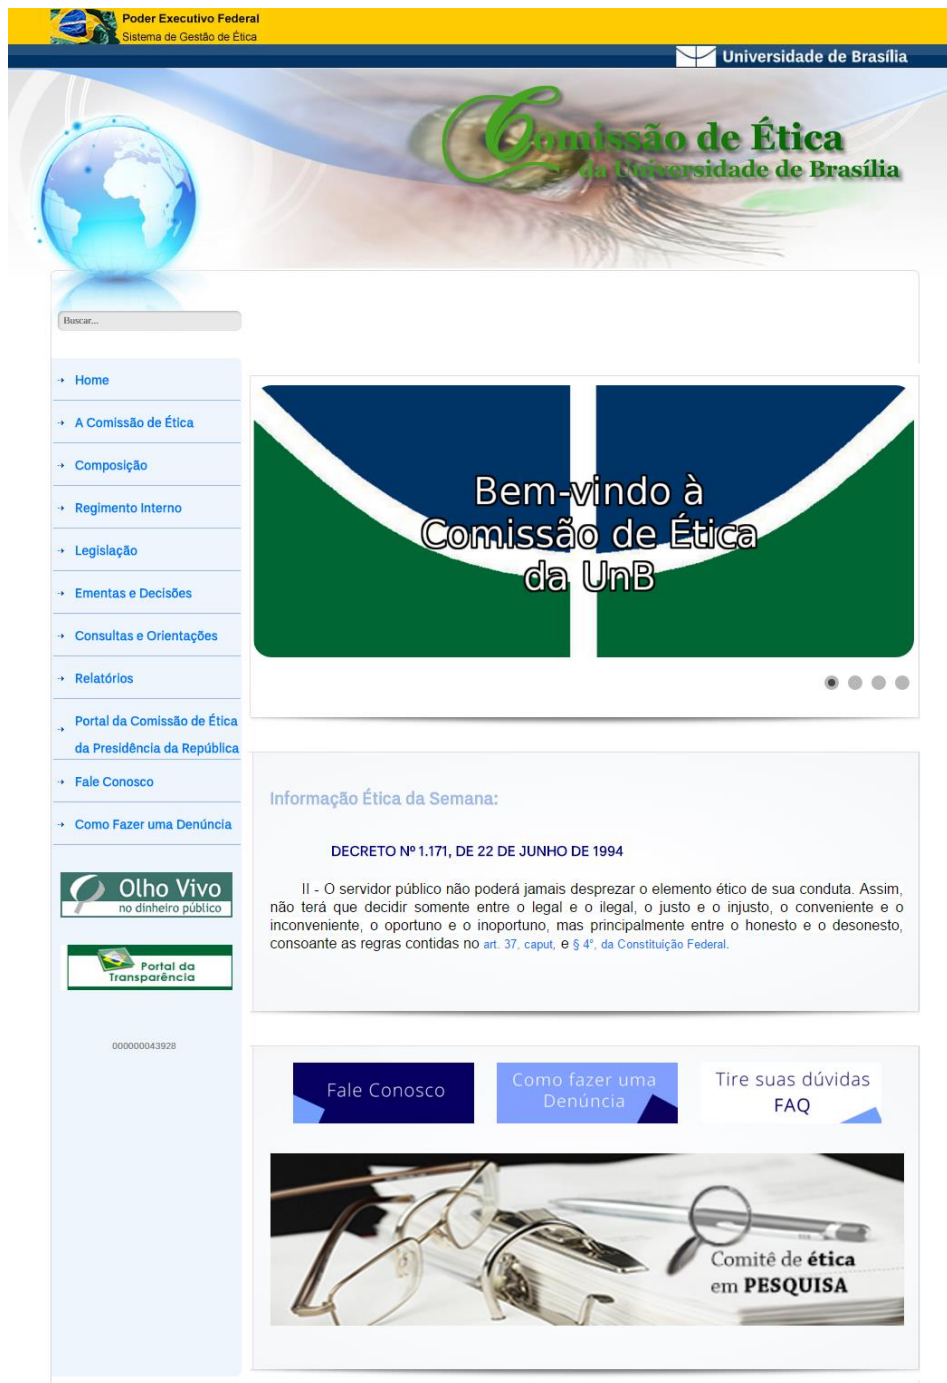 Poder Executivo Federal
Sistema de Gestão de Ética
Universidade de Brasília
Comissão de Ética
da Universidade de Brasília
Buscar...
Home
A Comissão de Ética
Composição
Regimento Interno
Legislação
Ementas e Decisões
Consultas e Orientações
Relatórios
Portal da Comissão de Ética
da Presidência da República
Fale Conosco
Como Fazer uma Denúncia
Olho Vivo
no dinheiro público
Portal da
Transparência
000000043928
Bem-vindo à
Comissão de Ética
da UnB
Informação Ética da Semana:
DECRETO Nº 1.171, DE 22 DE JUNHO DE 1994
II - O servidor público não poderá jamais desprezar o elemento ético de sua conduta. Assim,
não terá que decidir somente entre o legal e o ilegal, o justo e o injusto, o conveniente e o
inconveniente, o oportuno e o inoportuno, mas principalmente entre o honesto e o desonesto,
consoante as regras contidas no art. 37, caput, e § 4°, da Constituição Federal.
Fale Conosco
Como fazer uma
Denúncia
Tire suas dúvidas
FAQ
Comitê de ética
em PESQUISA